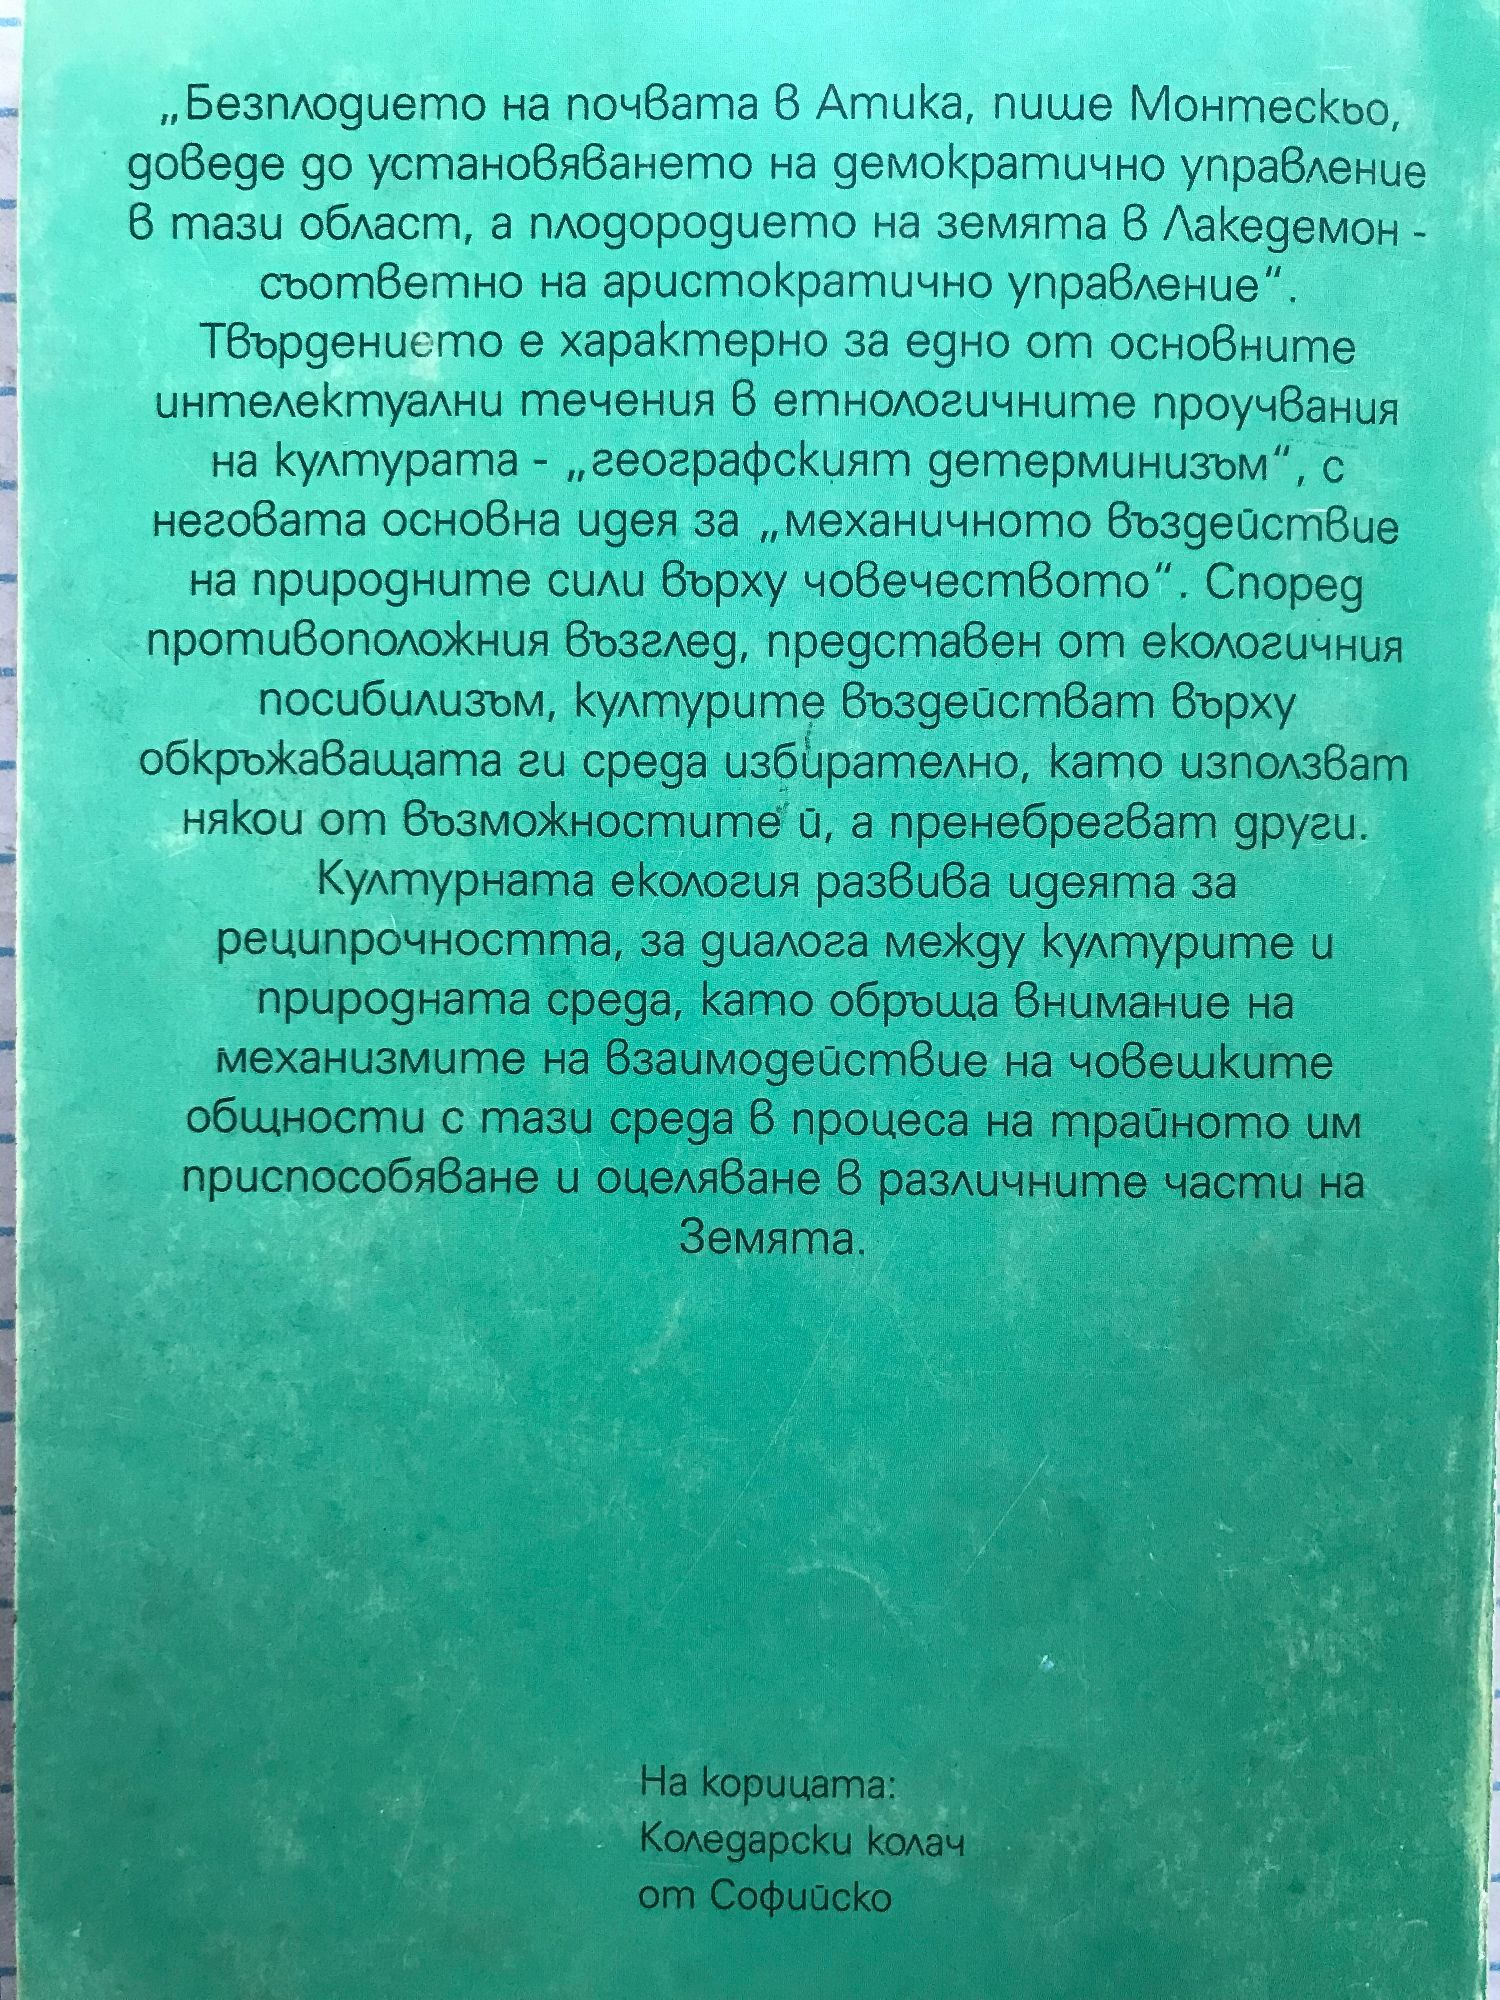 „Безплодието на почвата в Атика, пише Монтескьо,
доведе до установяването на демократично управление
в тази област, а плодородието на земята в Лакедемон -
съответно на аристократично управление“.
Твърдението е характерно за едно от основните
интелектуални течения в етнологичните проучвания
на културата - „географският детерминизъм“, с
неговата основна идея за „механичното въздействие
на природните сили върху човечеството“. Според
противоположния възглед, представен от екологичния
посибилизъм, културите въздействат върху
обкръжаващата ги среда избирателно, като използват
някои от възможностите й, а пренебрегват други.
Културната екология развива идеята за
реципрочността, за диалога между културите и
природната среда, като обръща внимание на
механизмите на взаимодействие на човешките
общности с тази среда в процеса на трайното им
приспособяване и оцеляване в различните части на
Земята.
На корицата:
Коледарски колач
от Софийско